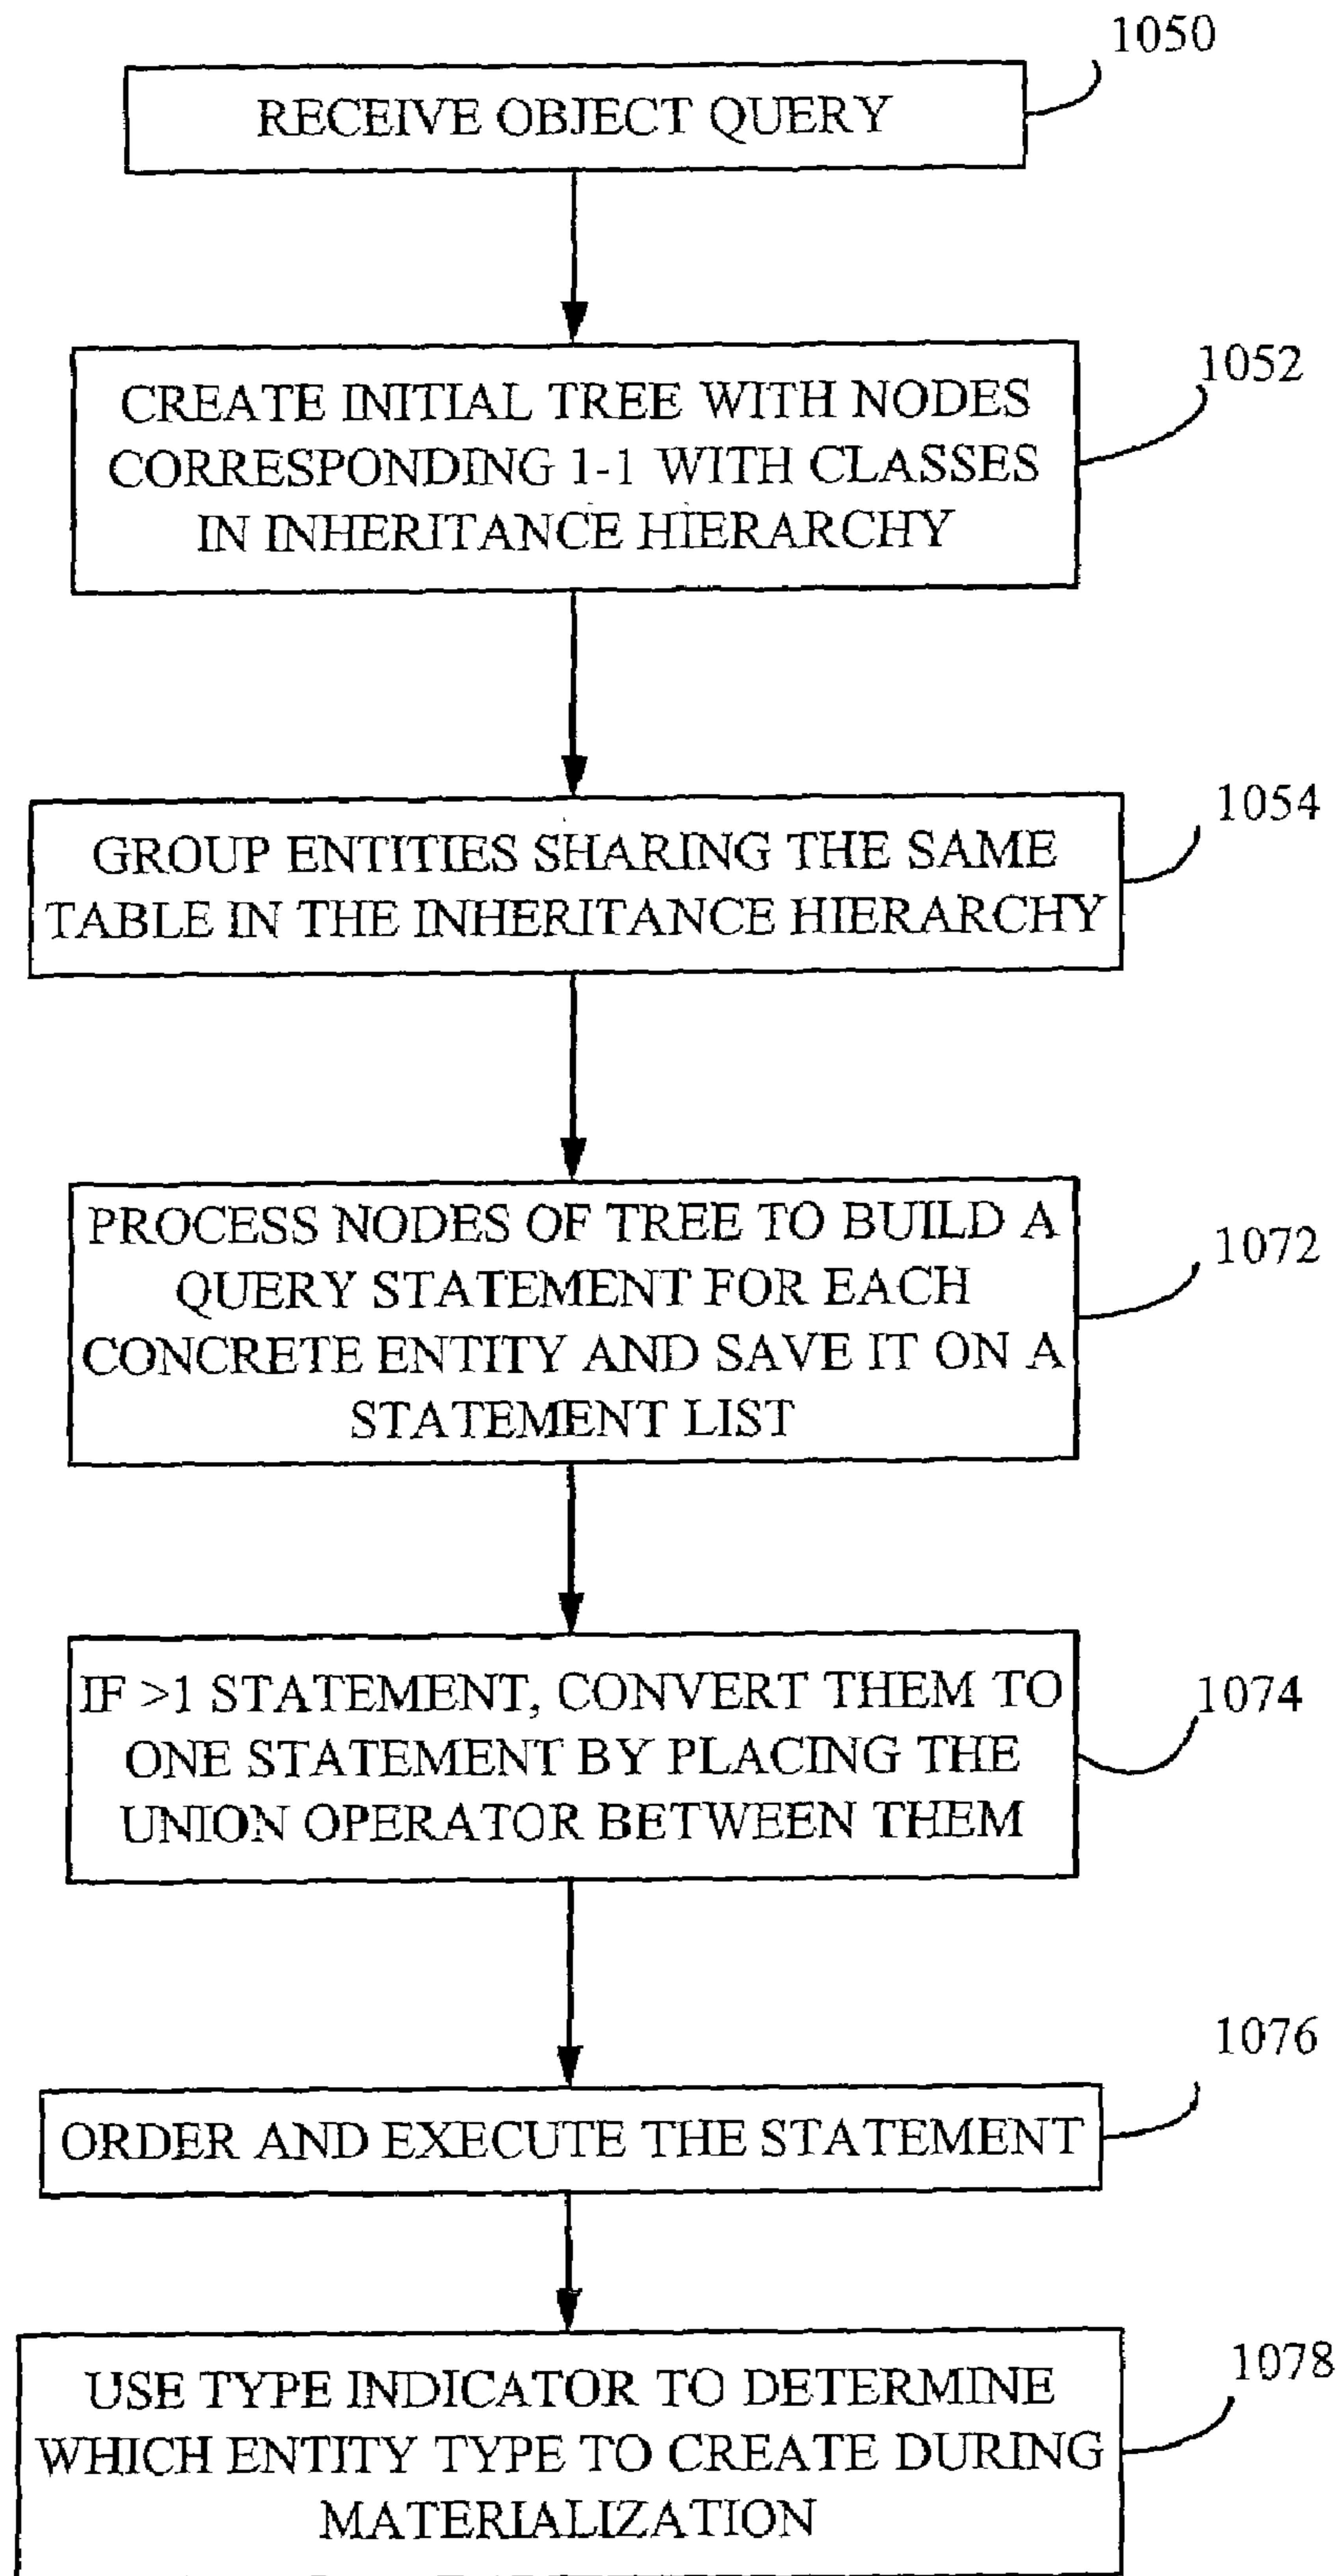 1050
RECEIVE OBJECT QUERY
1052
CREATE INITIAL TREE WITH NODES
CORRESPONDING 1-1 WITH CLASSES
IN INHERITANCE HIERARCHY
1054
GROUP ENTITIES SHARING THE SAME
TABLE IN THE INHERITANCE HIERARCHY
1072
PROCESS NODES OF TREE TO BUILD A
QUERY STATEMENT FOR EACH
CONCRETE ENTITY AND SAVE IT ON A
STATEMENT LIST
1074
IF >1 STATEMENT, CONVERT THEM TO
ONE STATEMENT BY PLACING THE
UNION OPERATOR BETWEEN THEM
1076
ORDER AND EXECUTE THE STATEMENT
1078
USE TYPE INDICATOR TO DETERMINE
WHICH ENTITY TYPE TO CREATE DURING
MATERIALIZATION